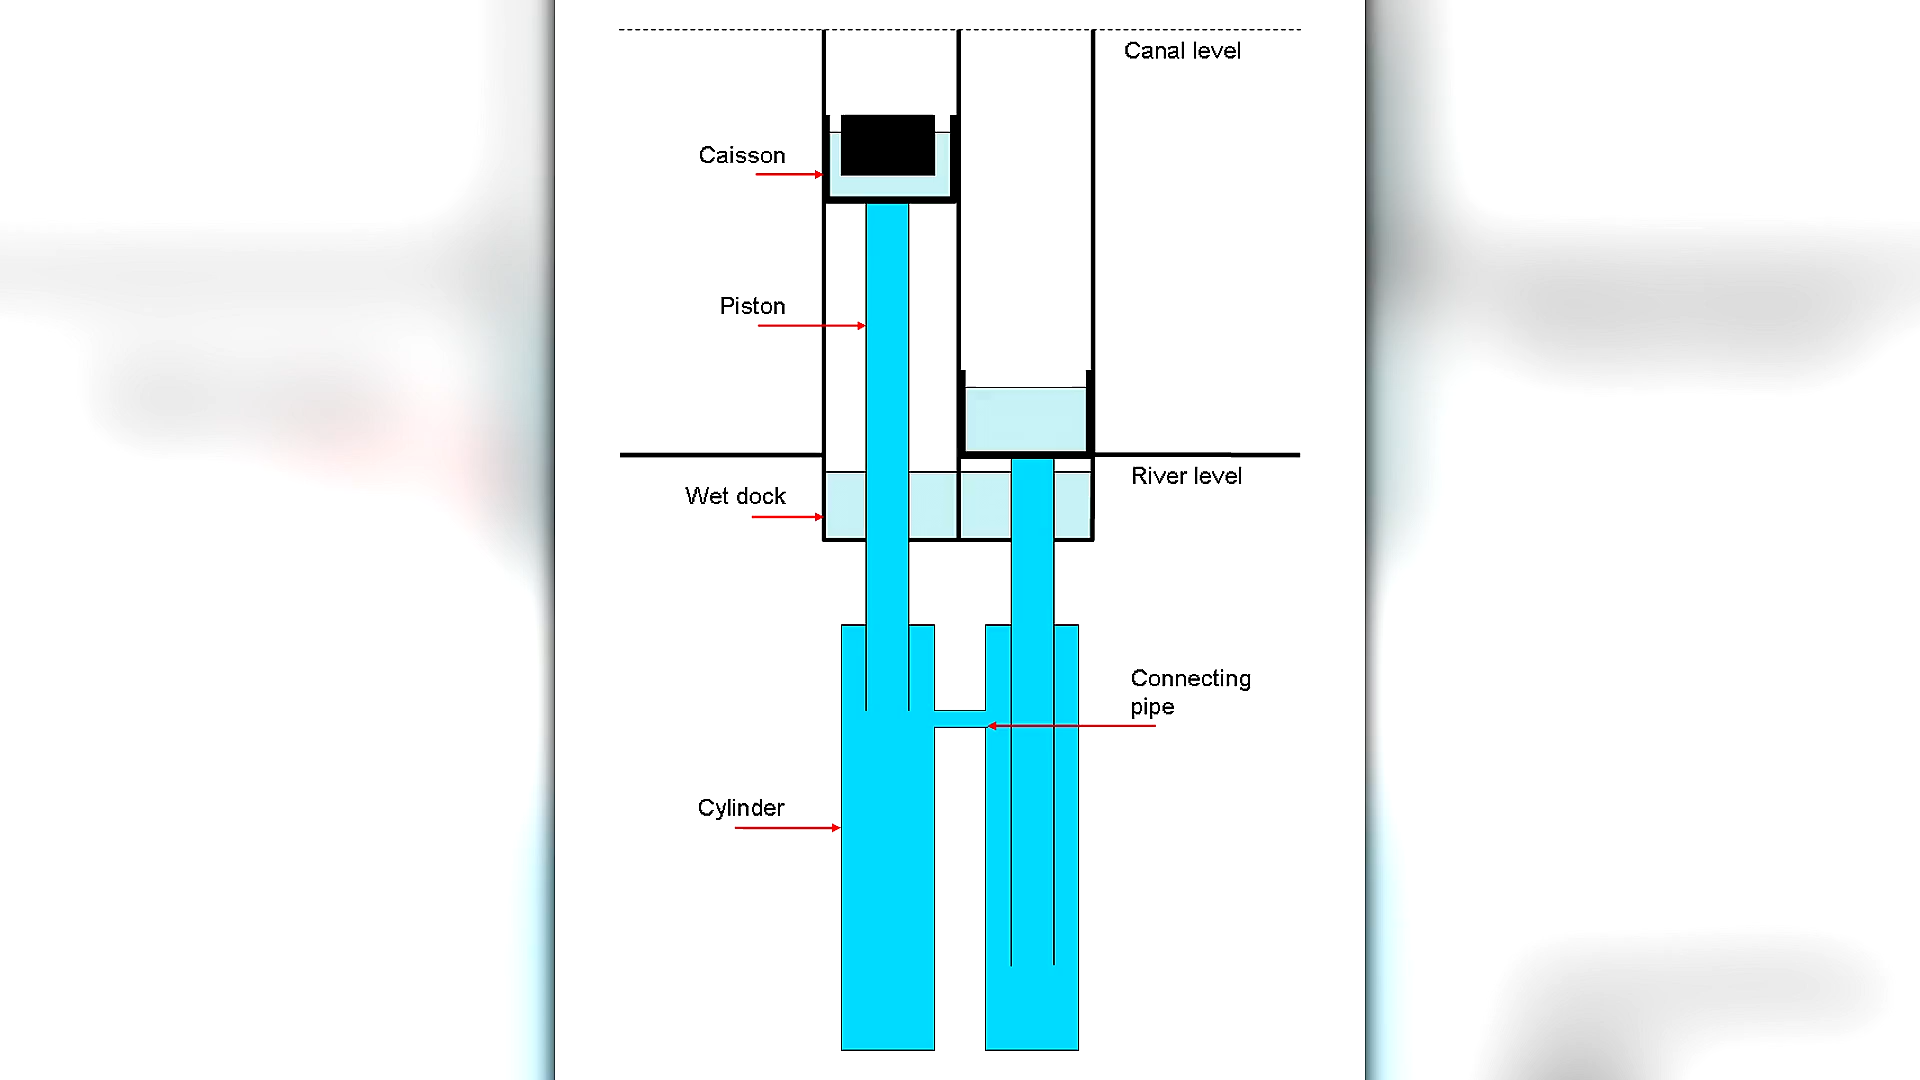 Canal level
Caisson
Piston
River level
Wet dock
Connecting
pipe
Cylinder